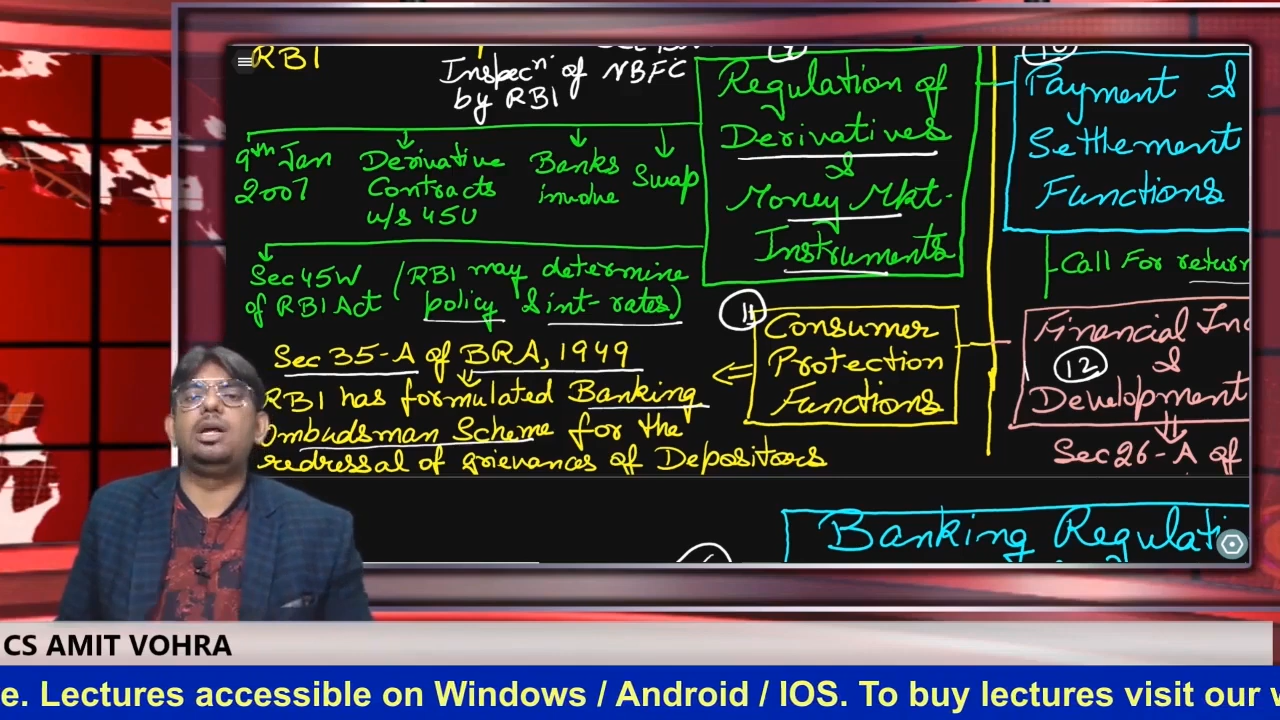 RBI
Inspecⁿ of NBFC
by RBI
9th Jan
2007
Derivative
Contracts
u/s 45U
Banks
involve
Swap
Regulation of
Derivatives
&
Money Mkt.
Instruments
10
Payment &
Settlement
Functions
Call For return
Sec 45W
of RBI Act
(RBI may determine
policy & int-rates)
11
Consumer
Protection
Functions
Sec 35-A of BRA, 1949
RBI has formulated Banking
Ombudsman Scheme for the
redressal of grievances of Depositors
Financial Inc
12
&
Development
Sec 26-A of
Banking Regulati
CS AMIT VOHRA
e. Lectures accessible on Windows / Android / IOS. To buy lectures visit our